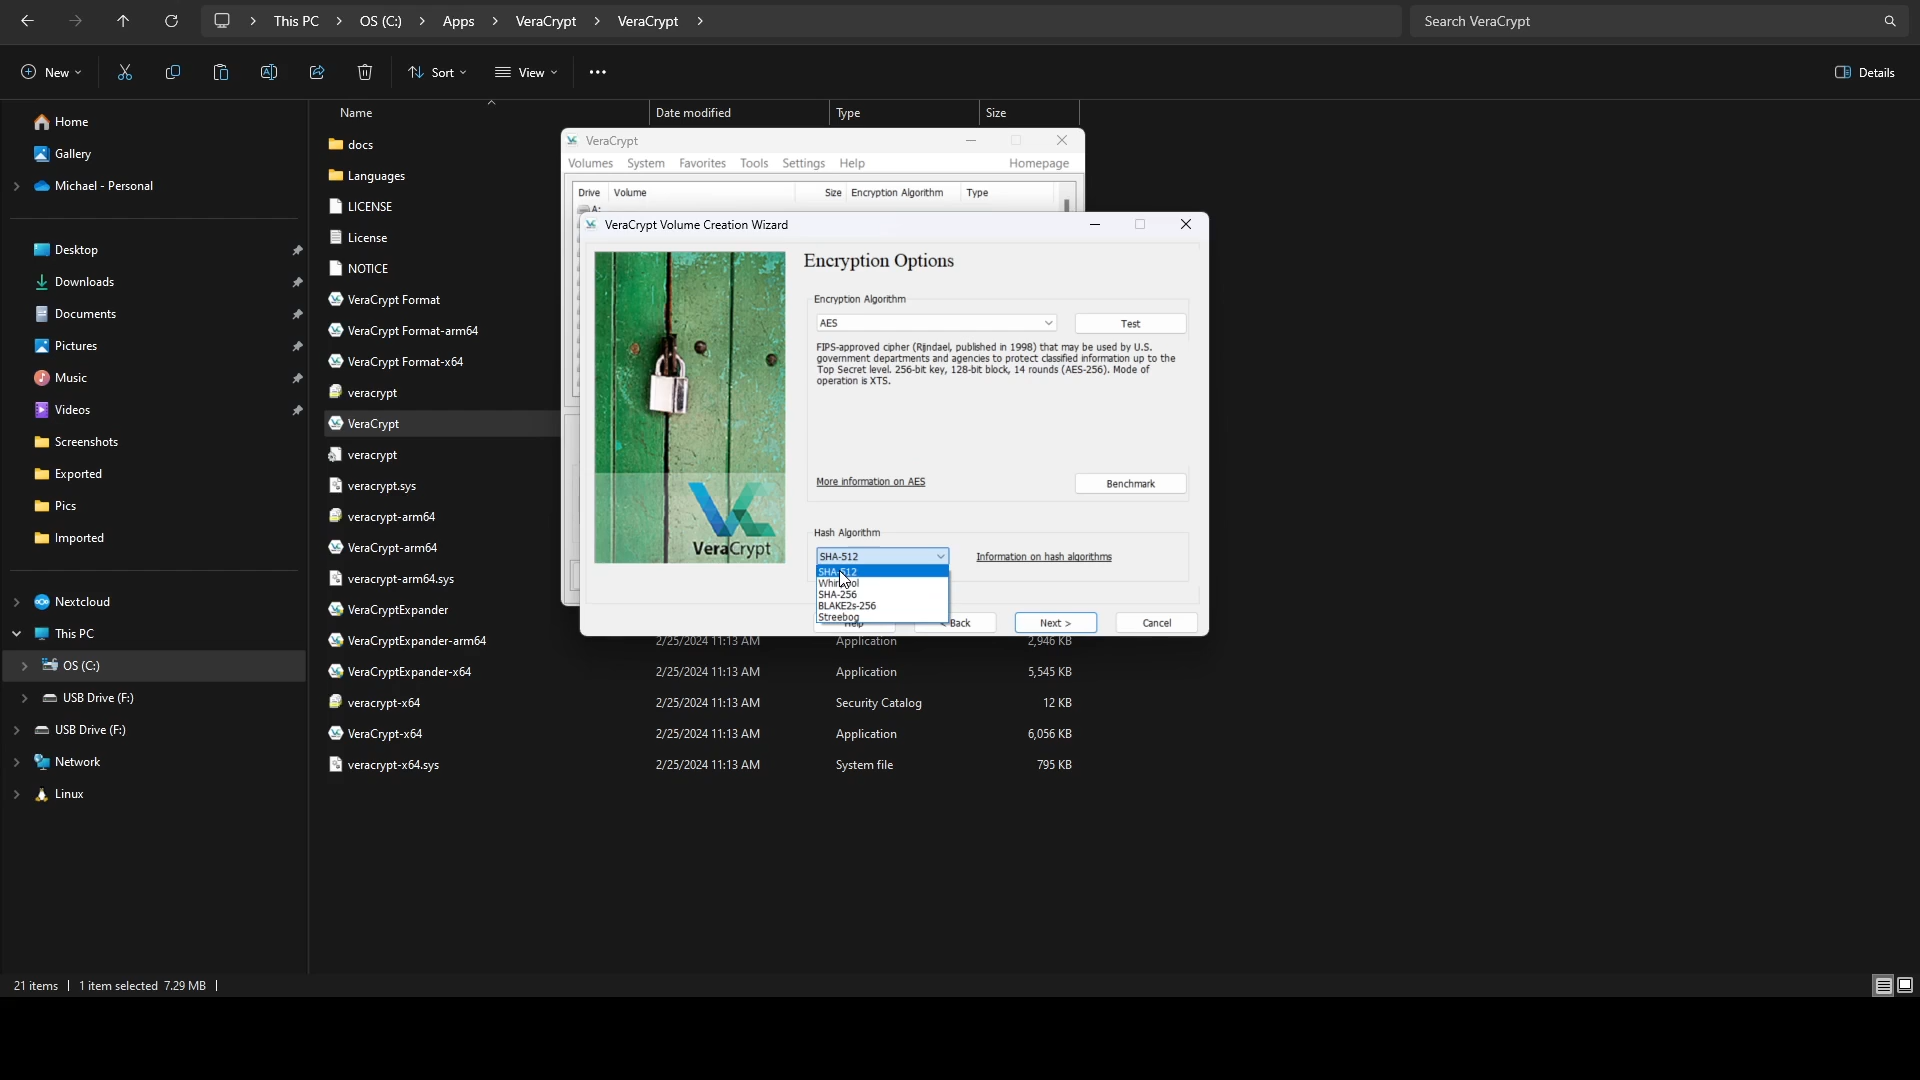 This PC > OS (C:) > Apps > VeraCrypt > VeraCrypt >
Search VeraCrypt
New
Sort
View
Details
Home
Gallery
Michael - Personal
Desktop
Downloads
Documents
Pictures
Music
Videos
Screenshots
Exported
Pics
Imported
Nextcloud
This PC
OS (C:)
USB Drive (F:)
USB Drive (F:)
Network
Linux
Name Date modified Type Size
docs
Languages
LICENSE
License
NOTICE
VeraCrypt Format
VeraCrypt Format-arm64
VeraCrypt Format-x64
veracrypt
VeraCrypt
veracrypt
veracrypt.sys
veracrypt-arm64
VeraCrypt-arm64
veracrypt-arm64.sys
VeraCryptExpander
VeraCryptExpander-arm64 2/25/2024 11:13 AM Application 2,946 KB
VeraCryptExpander-x64 2/25/2024 11:13 AM Application 5,545 KB
veracrypt-x64 2/25/2024 11:13 AM Security Catalog 12 KB
VeraCrypt-x64 2/25/2024 11:13 AM Application 6,056 KB
veracrypt-x64.sys 2/25/2024 11:13 AM System file 795 KB
VeraCrypt
Volumes System Favorites Tools Settings Help Homepage
Drive Volume Size Encryption Algorithm Type
A:
VeraCrypt Volume Creation Wizard
VeraCrypt
Encryption Options
Encryption Algorithm
AES
Test
FIPS-approved cipher (Rijndael, published in 1998) that may be used by U.S.
government departments and agencies to protect classified information up to the
Top Secret level. 256-bit key, 128-bit block, 14 rounds (AES-256). Mode of
operation is XTS.
More information on AES
Benchmark
Hash Algorithm
SHA-512
Information on hash algorithms
SHA-512
SHA-256
BLAKE2s-256
Streebog
Help < Back Next > Cancel
21 items | 1 item selected 7.29 MB |